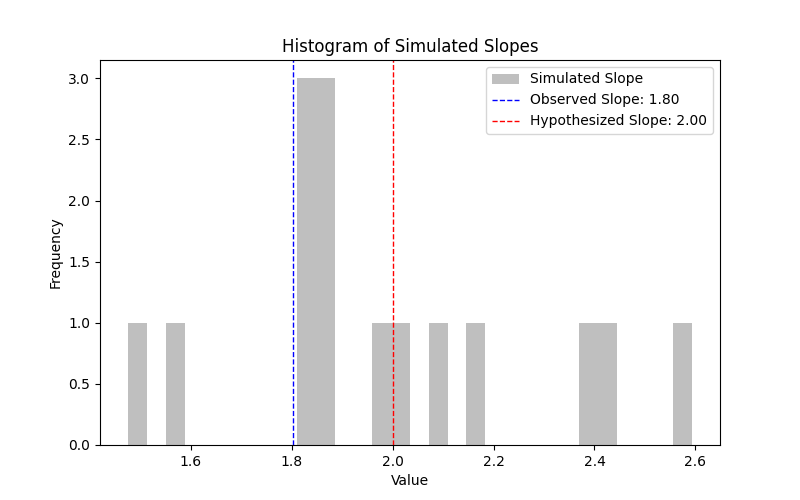 Histogram of Simulated Slopes
Simulated Slope
Observed Slope: 1.80
Hypothesized Slope: 2.00
3.0
2.5
2.0
1.5
1.0
0.5
0.0
Frequency
1.6
1.8
2.0
2.2
2.4
2.6
Value